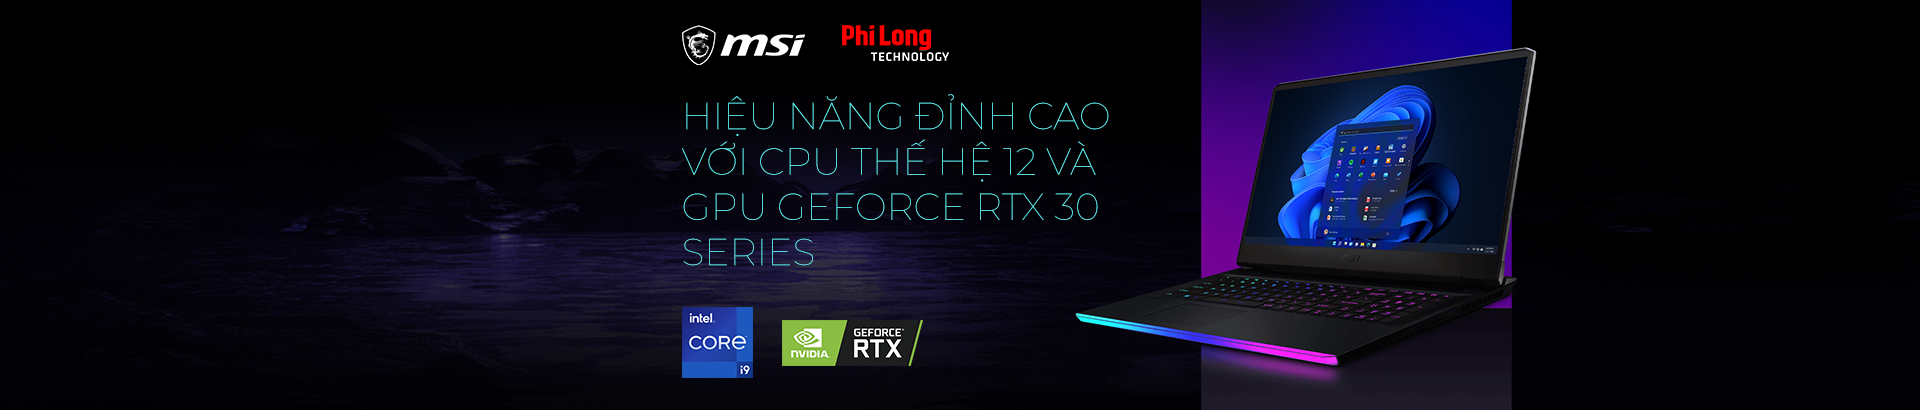 msi
Phi Long
TECHNOLOGY
HIỆU NĂNG ĐỈNH CAO
VỚI CPU THẾ HỆ 12 VÀ
GPU GEFORCE RTX 30
SERIES
intel.
CORE
i9
NVIDIA.
GEFORCE
RTX
msi